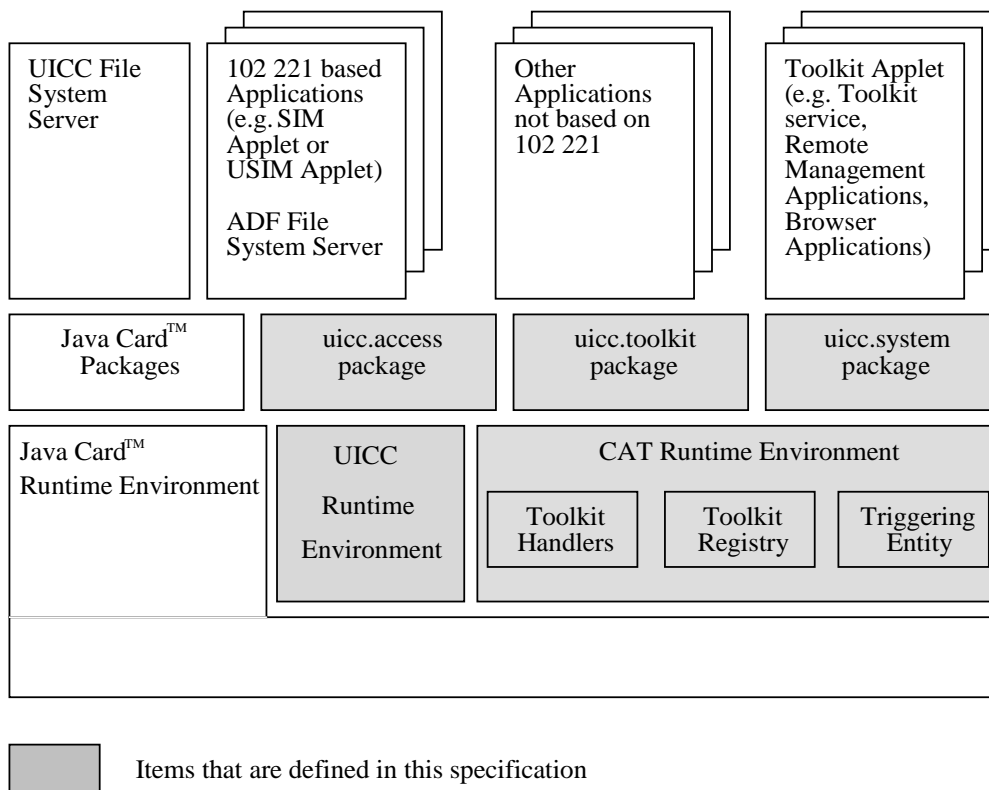 UICC File
System
Server
102 221 based
Applications
(e.g. SIM
Applet or
USIM Applet)
ADF File
System Server
Other
Applications
not based on
102 221
Toolkit Applet
(e.g. Toolkit
service,
Remote
Management
Applications,
Browser
Applications)
Java Card™
Packages
uicc.access
package
uicc.toolkit
package
uicc.system
package
Java Card™
Runtime Environment
UICC
Runtime
Environment
CAT Runtime Environment
Toolkit
Handlers
Toolkit
Registry
Triggering
Entity
Items that are defined in this specification